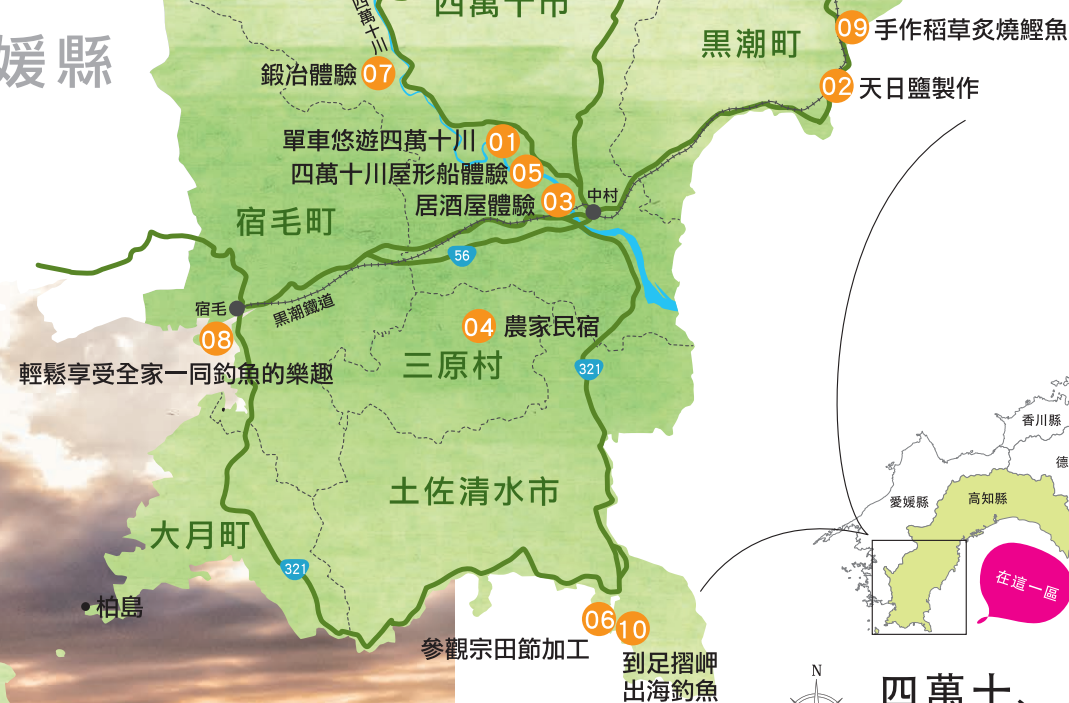 四萬十市
四萬十川
媛縣
黒潮町
09 手作稻草炙燒鰹魚
02 天日鹽製作
鍛冶體驗 07
單車悠遊四萬十川 01
四萬十川屋形船體驗 05
居酒屋體驗 03
中村
宿毛町
56
宿毛
黒潮鐵道
08
輕鬆享受全家一同釣魚的樂趣
04 農家民宿
三原村
321
土佐清水市
大月町
321
柏島
06
10
參觀宗田節加工
到足摺岬
出海釣魚
香川縣
德
愛媛縣
高知縣
在這一區
N
四萬十、